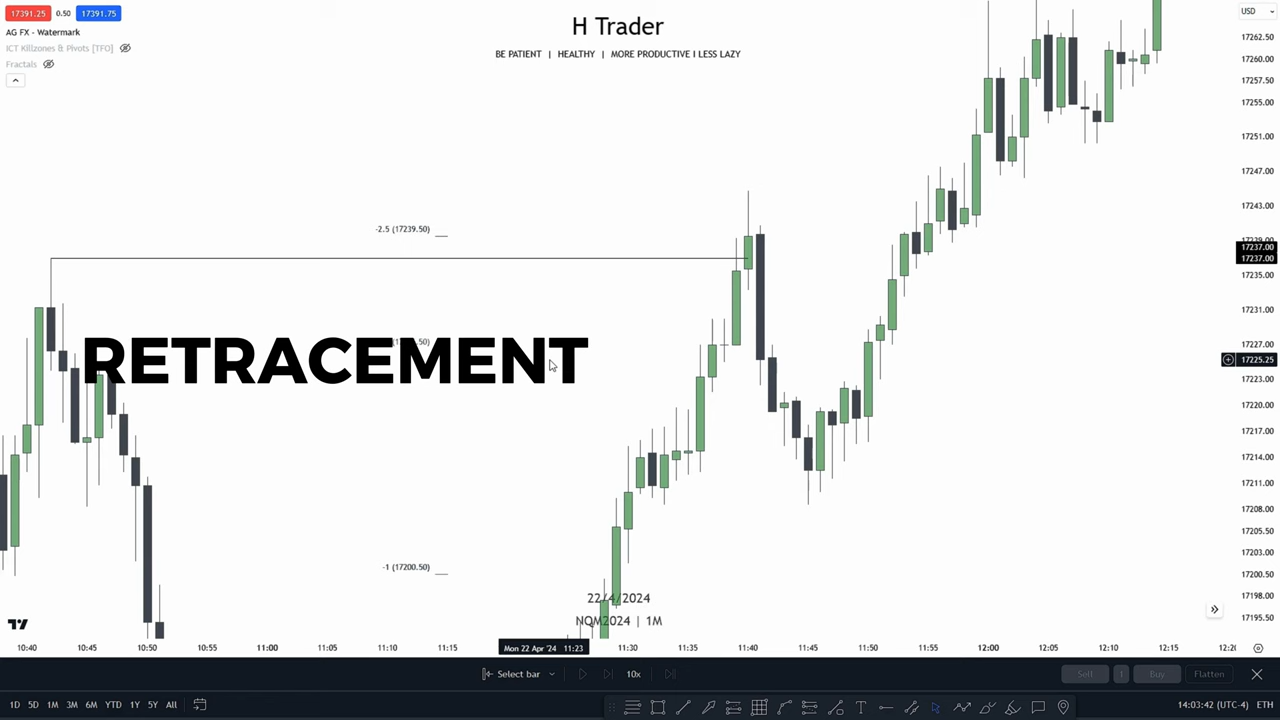 17391.25 0.50 17391.75
AG FX - Watermark
ICT Killzones & Pivots [TFO]
Fractals
H Trader
BE PATIENT | HEALTHY | MORE PRODUCTIVE I LESS LAZY
USD
17262.50
17260.00
17257.50
17255.00
17251.00
17247.00
17243.00
17239.00
17237.00
17237.00
17235.00
17231.00
17227.00
17225.25
17223.00
17220.00
17217.00
17214.00
17211.00
17208.00
17205.00
17203.00
17200.50
17198.00
17195.50
-2.5 (17239.50)
RETRACEMENT
-1 (17200.50)
22/4/2024
NQM2024 | 1M
10:40 10:45 10:50 10:55 11:00 11:05 11:10 11:15 Mon 22 Apr '24 11:23 11:30 11:35 11:40 11:45 11:50 11:55 12:00 12:05 12:10 12:15 12:20
Select bar 10x Sell 1 Buy Flatten
1D 5D 1M 3M 6M YTD 1Y 5Y All 14:03:42 (UTC-4) ETH